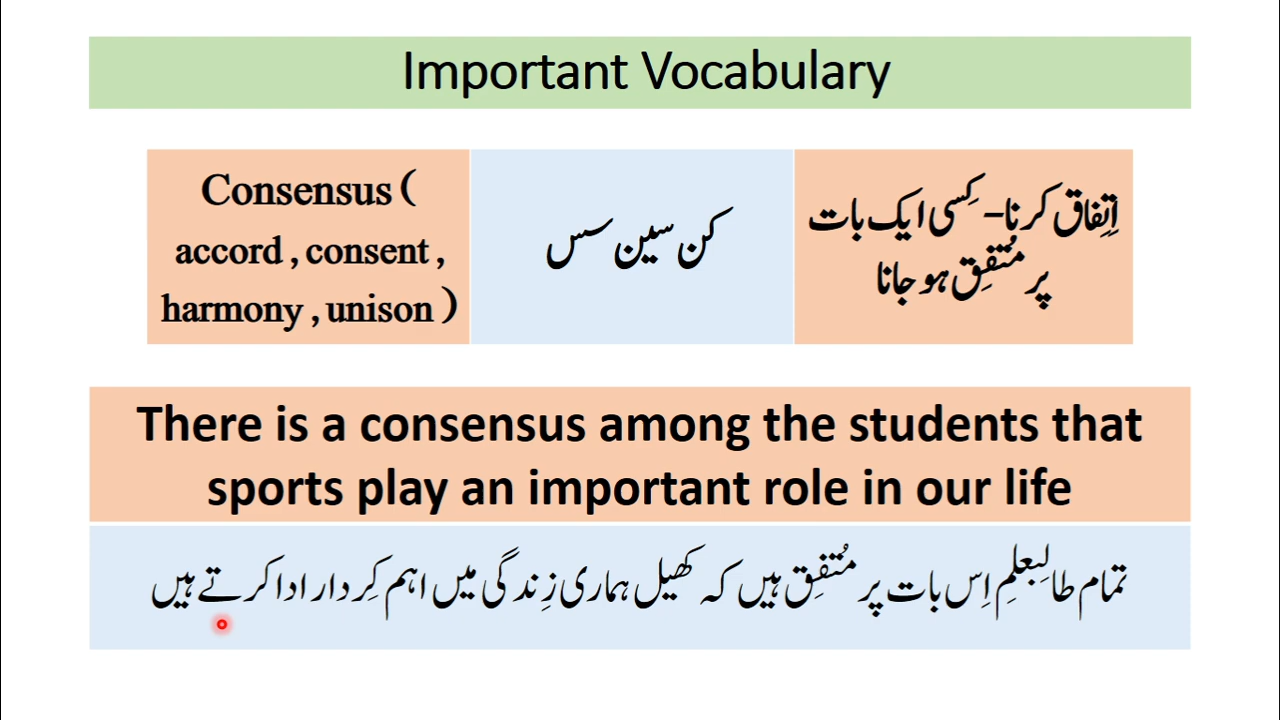 Important Vocabulary
Consensus (
accord , consent ,
harmony , unison )
کن سین سس
اِتِفاق کرنا- کِسی ایک بات
پر مُتفِق ہو جانا
There is a consensus among the students that
sports play an important role in our life
تمام طالبعلمِ اِس بات پر مُتفِق ہیں کہ کھیل ہماری زِندگی میں اہم کِردار ادا کرتے ہیں